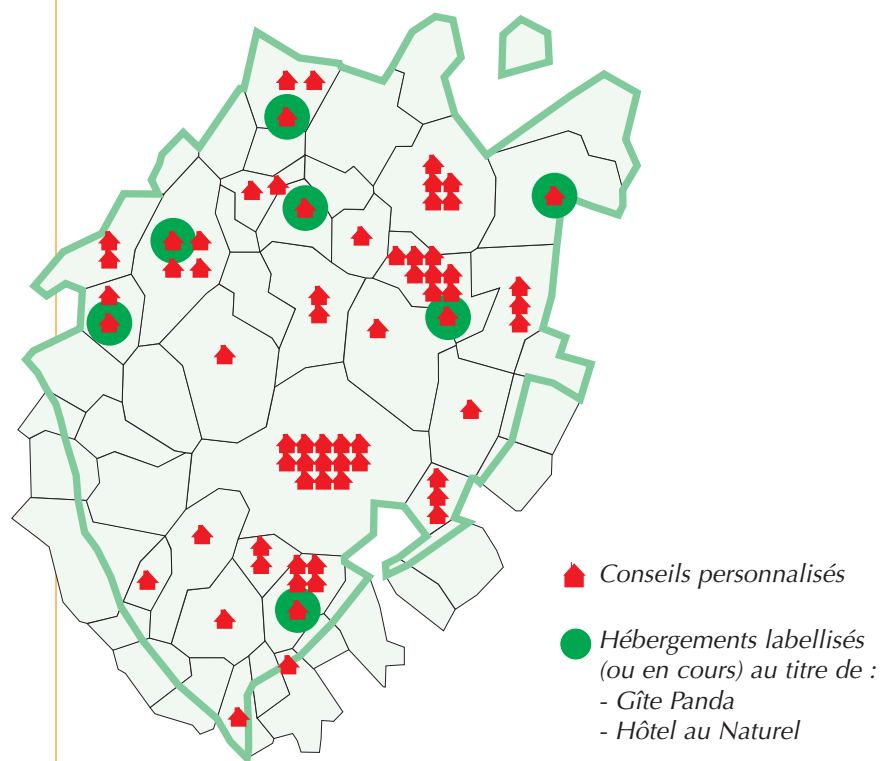 Conseils personnalisés
Hébergements labellisés
(ou en cours) au titre de :
- Gîte Panda
- Hôtel au Naturel